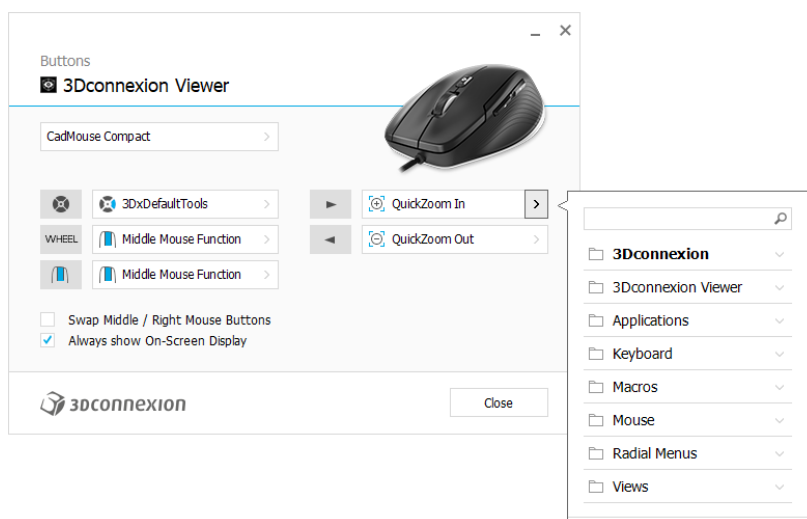 Buttons
3Dconnexion Viewer
CadMouse Compact
3DxDefaultTools
QuickZoom In
WHEEL
Middle Mouse Function
QuickZoom Out
Middle Mouse Function
Swap Middle / Right Mouse Buttons
Always show On-Screen Display
3Dconnexion
Close
3Dconnexion
3Dconnexion Viewer
Applications
Keyboard
Macros
Mouse
Radial Menus
Views